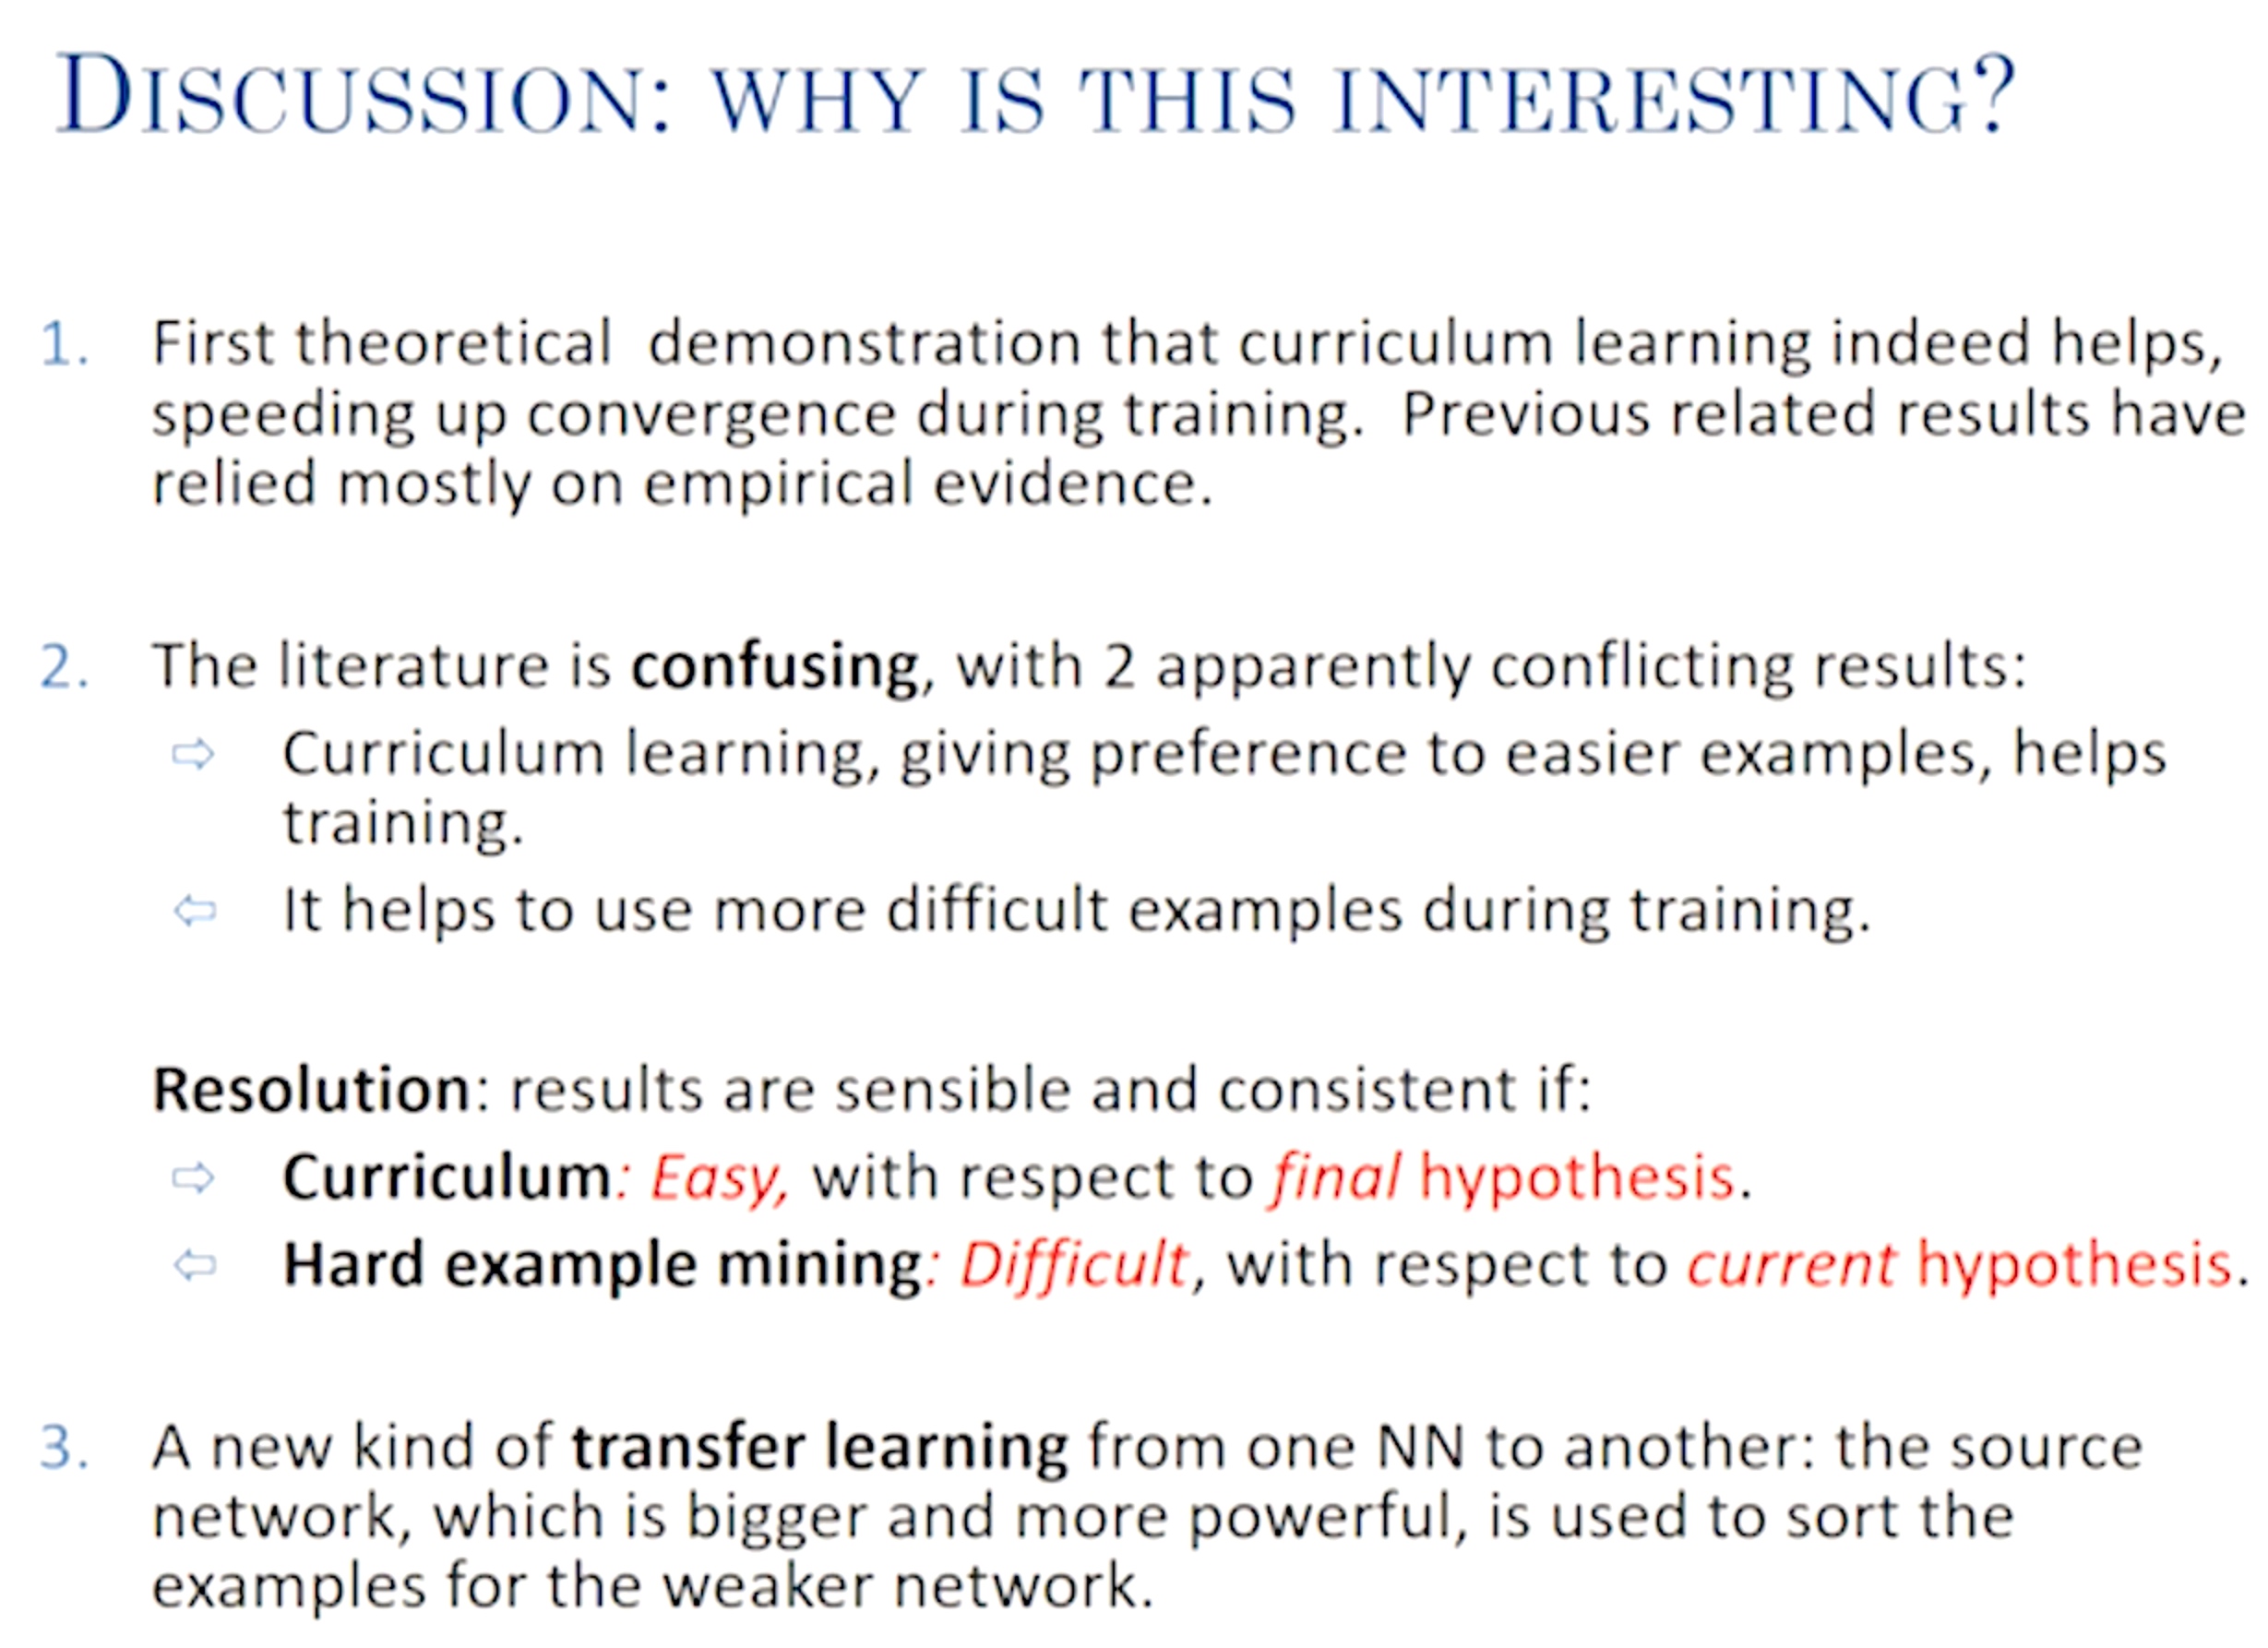 DISCUSSION: WHY IS THIS INTERESTING?
1. First theoretical demonstration that curriculum learning indeed helps,
speeding up convergence during training. Previous related results have
relied mostly on empirical evidence.
2. The literature is confusing, with 2 apparently conflicting results:
⇨ Curriculum learning, giving preference to easier examples, helps
training.
⇦ It helps to use more difficult examples during training.
Resolution: results are sensible and consistent if:
⇨ Curriculum: Easy, with respect to final hypothesis.
⇦ Hard example mining: Difficult, with respect to current hypothesis.
3. A new kind of transfer learning from one NN to another: the source
network, which is bigger and more powerful, is used to sort the
examples for the weaker network.